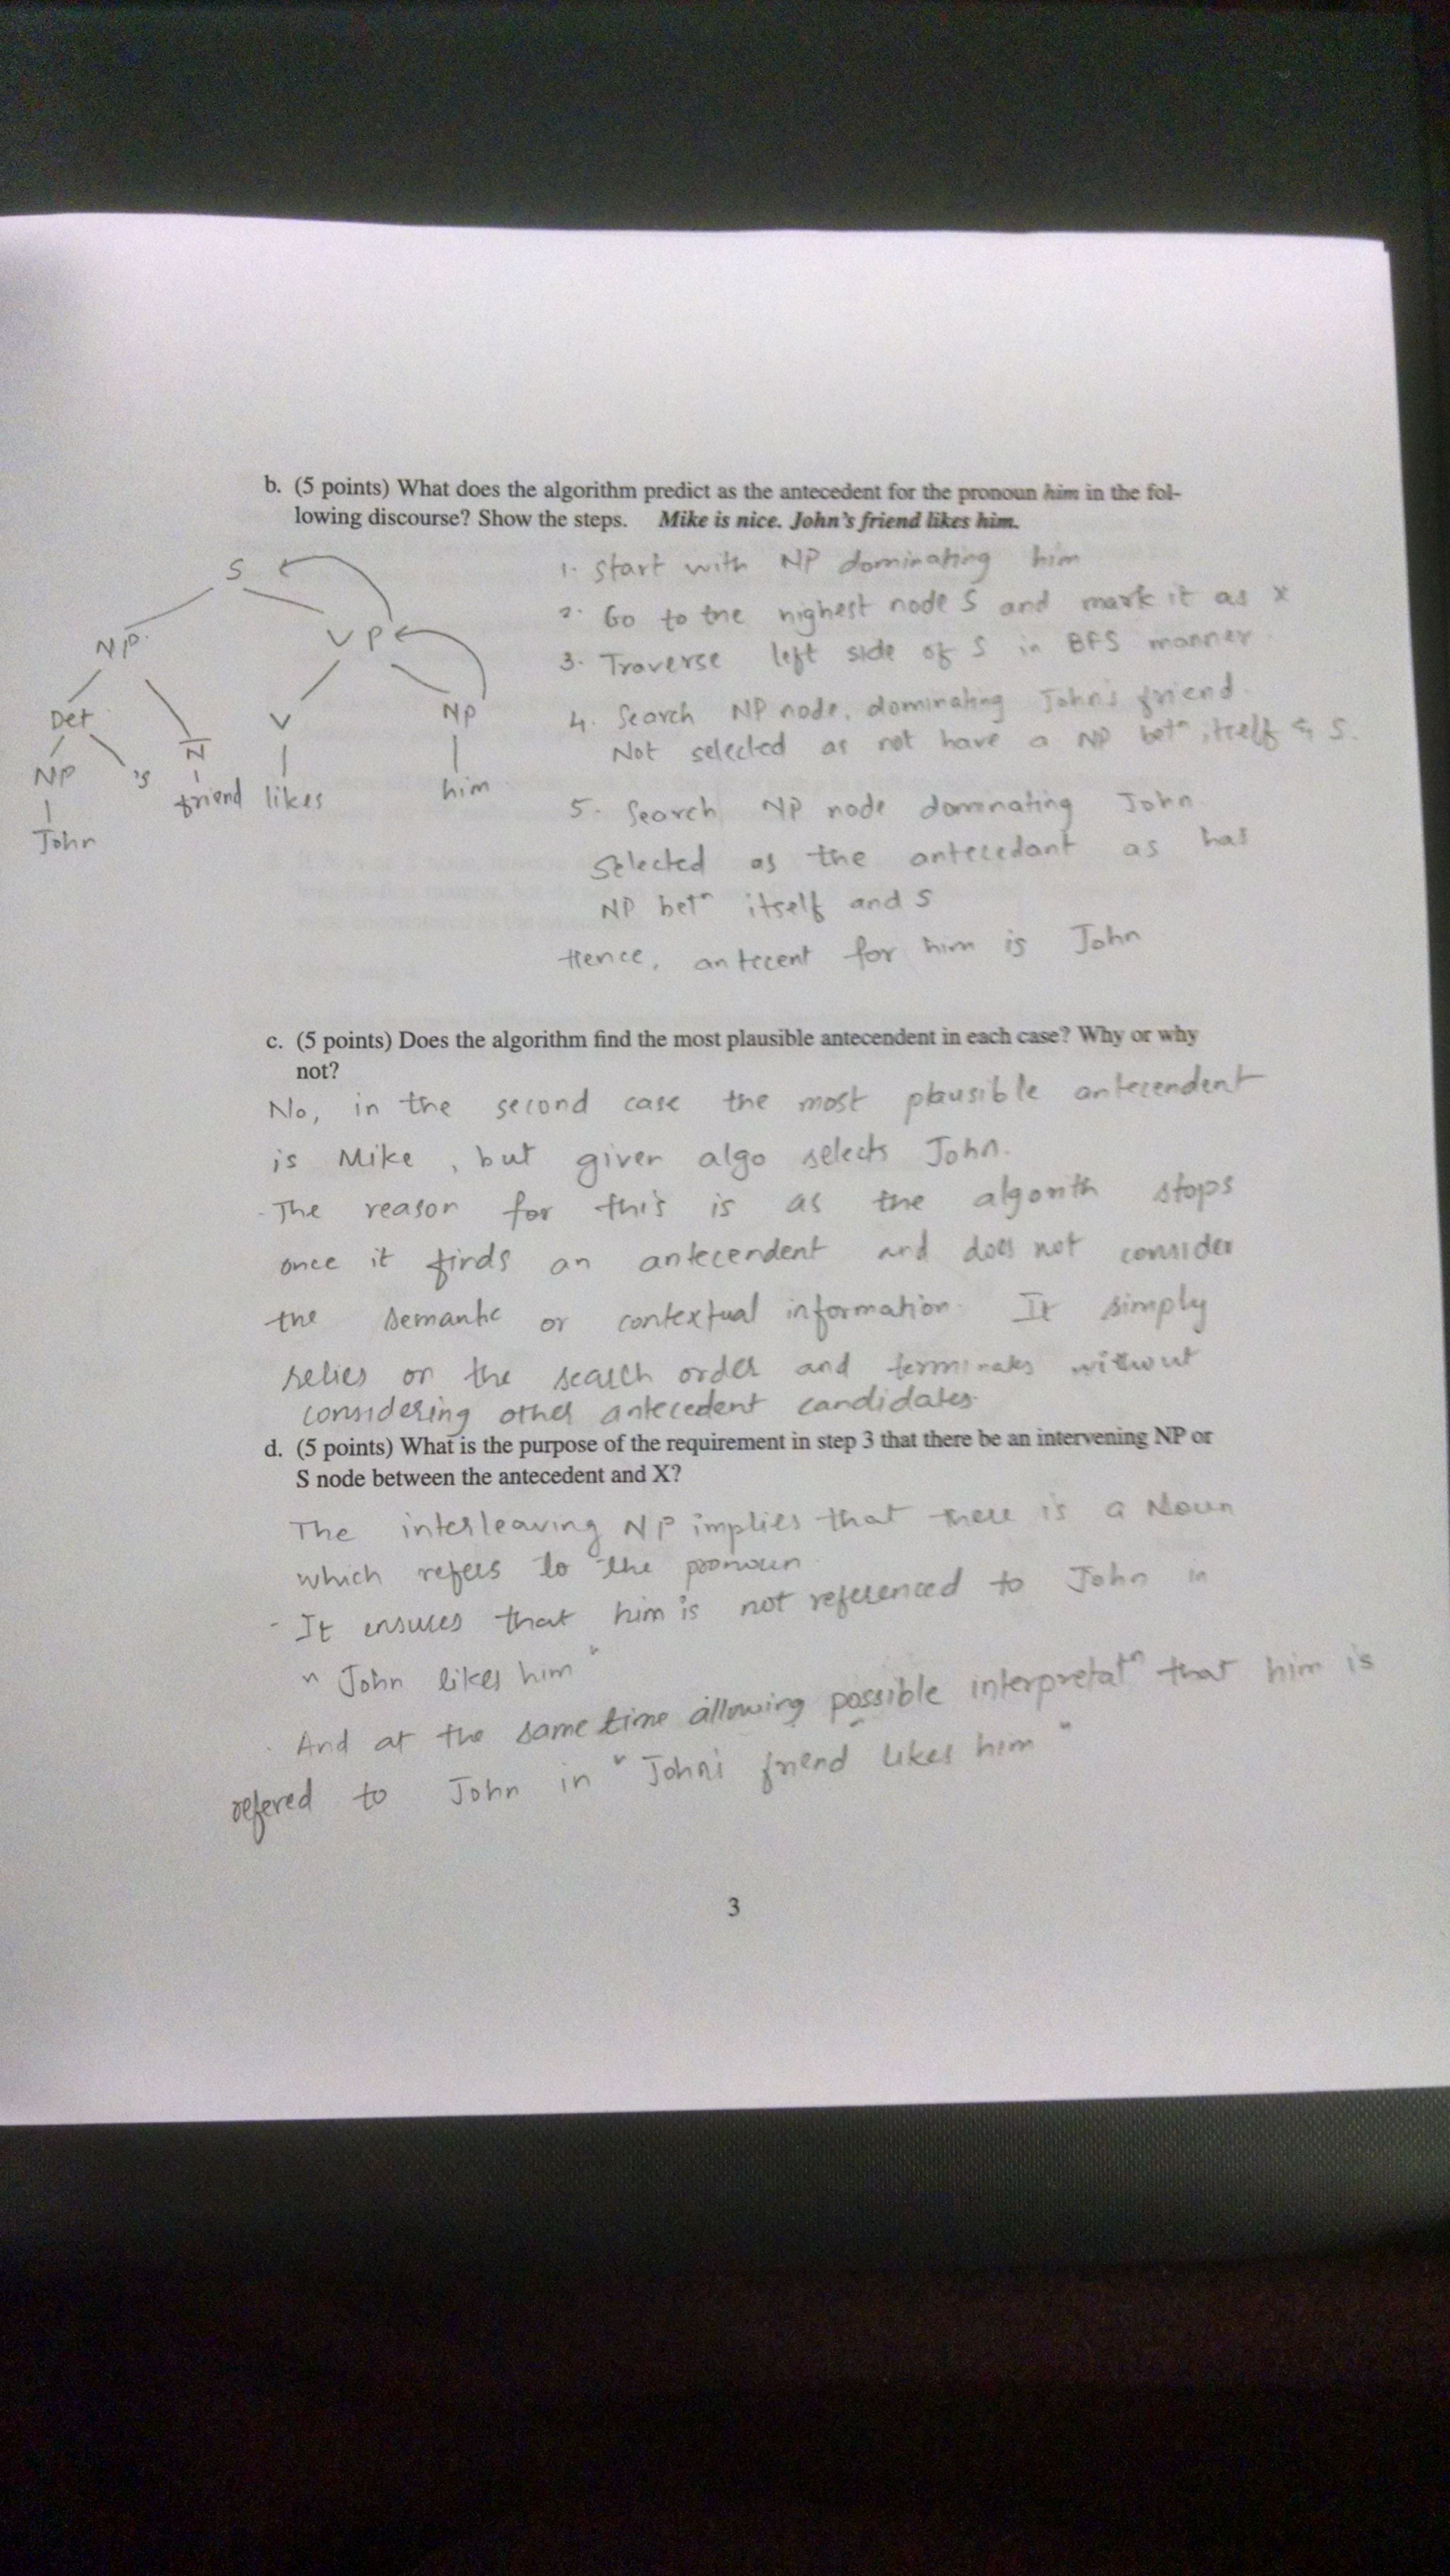 b. (5 points) What does the algorithm predict as the antecedent for the pronoun him in the fol-
lowing discourse? Show the steps. Mike is nice. John's friend likes him.
S
NP VP
Det N V NP
NP 's friend likes him
John
1. Start with NP dominating him
2. Go to the highest node S and mark it as X
3. Traverse left side of S in BFS manner
4. Search NP node, dominating John's friend.
Not selected as not have a NP betn itself & S.
5. Search NP node dominating John.
Selected as the antecedant as has
NP betn itself and S
Hence, antecent for him is John
c. (5 points) Does the algorithm find the most plausible antecendent in each case? Why or why
not?
No, in the second case the most plausible antecendent
is Mike, but given algo selects John.
- The reason for this is as the algorith stops
once it finds an antecendent and does not consider
the semantic or contextual information. It simply
relies on the search order and terminates without
considering other antecedent candidates.
d. (5 points) What is the purpose of the requirement in step 3 that there be an intervening NP or
S node between the antecedent and X?
The interleaving NP implies that there is a Noun
which refers to the pronoun.
- It ensures that him is not referenced to John in
"John likes him"
- And at the same time allowing possible interpretatn that him is
refered to John in "John's friend likes him"
3